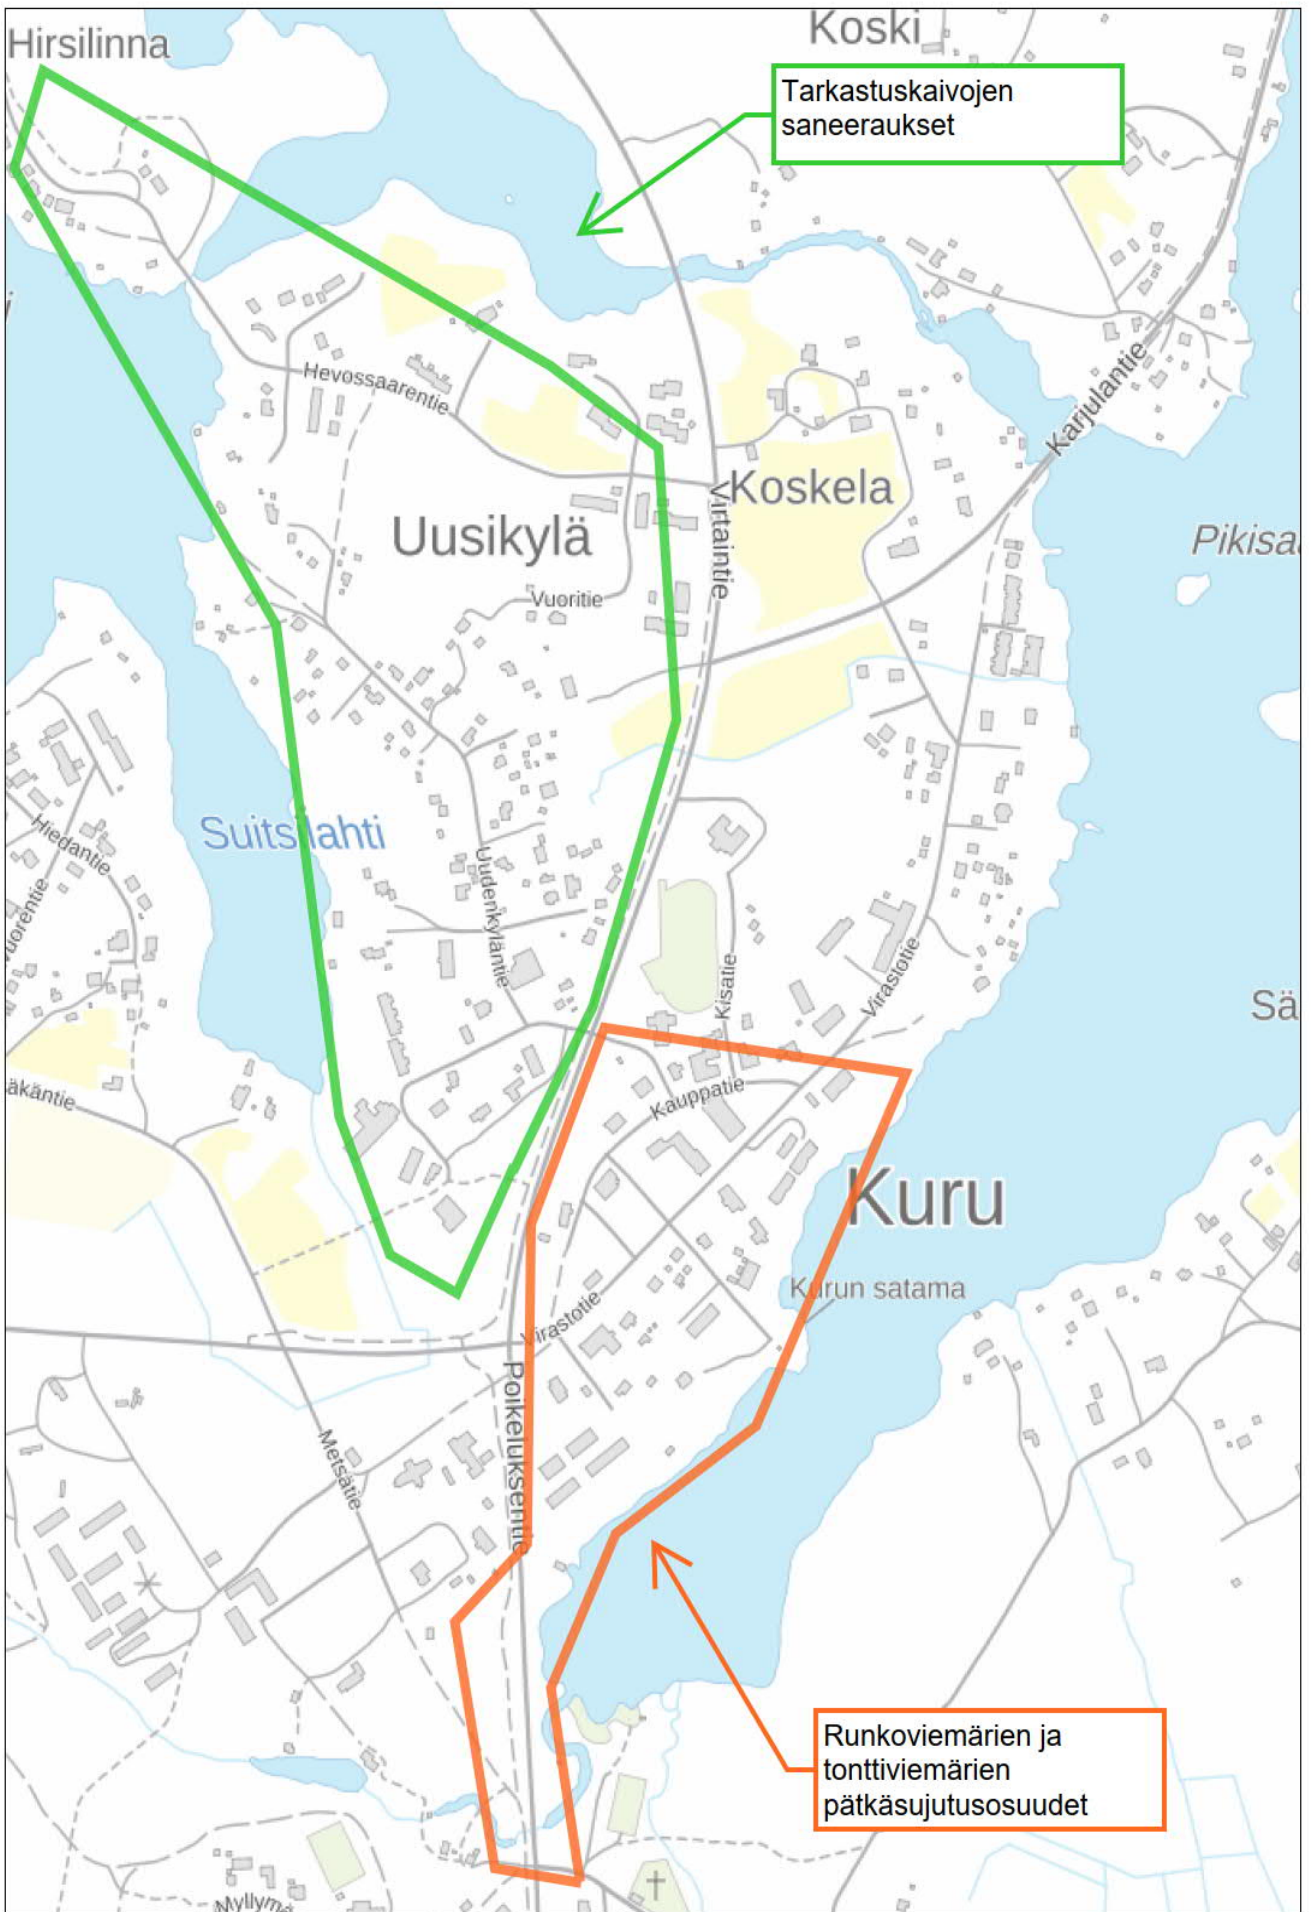 Hirsilinna
Koski
Tarkastuskaivojen
saneeraukset
Hevossaarentie
Karjulantie
Koskela
Virtaintie
Uusikylä
Vuoritie
Suitsilahti
Hiedantie
Uudenkyläntie
Kisatie
Virastotie
Sä
äkäntie
Kauppatie
Kuru
Kurun satama
Virastotie
Poikeluksentie
Metsätie
Runkoviemärien ja
tonttiviemärien
pätkäsujutusosuudet